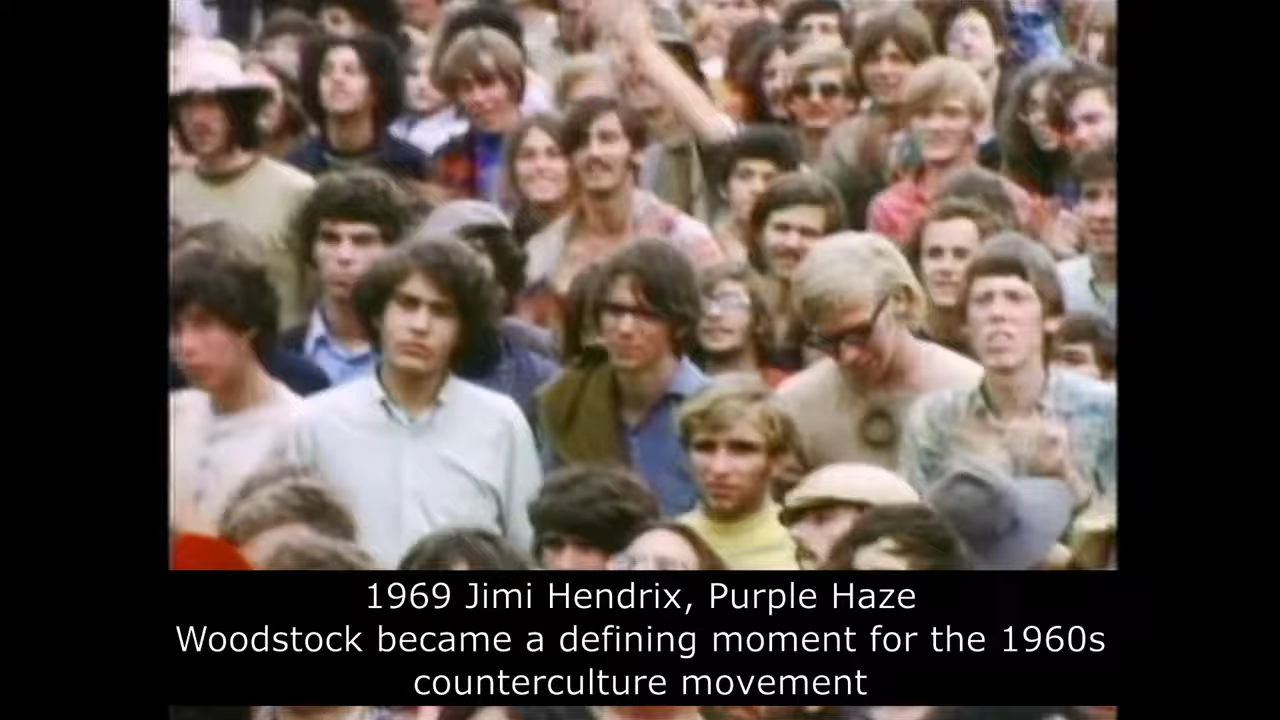 1969 Jimi Hendrix, Purple Haze
Woodstock became a defining moment for the 1960s
counterculture movement